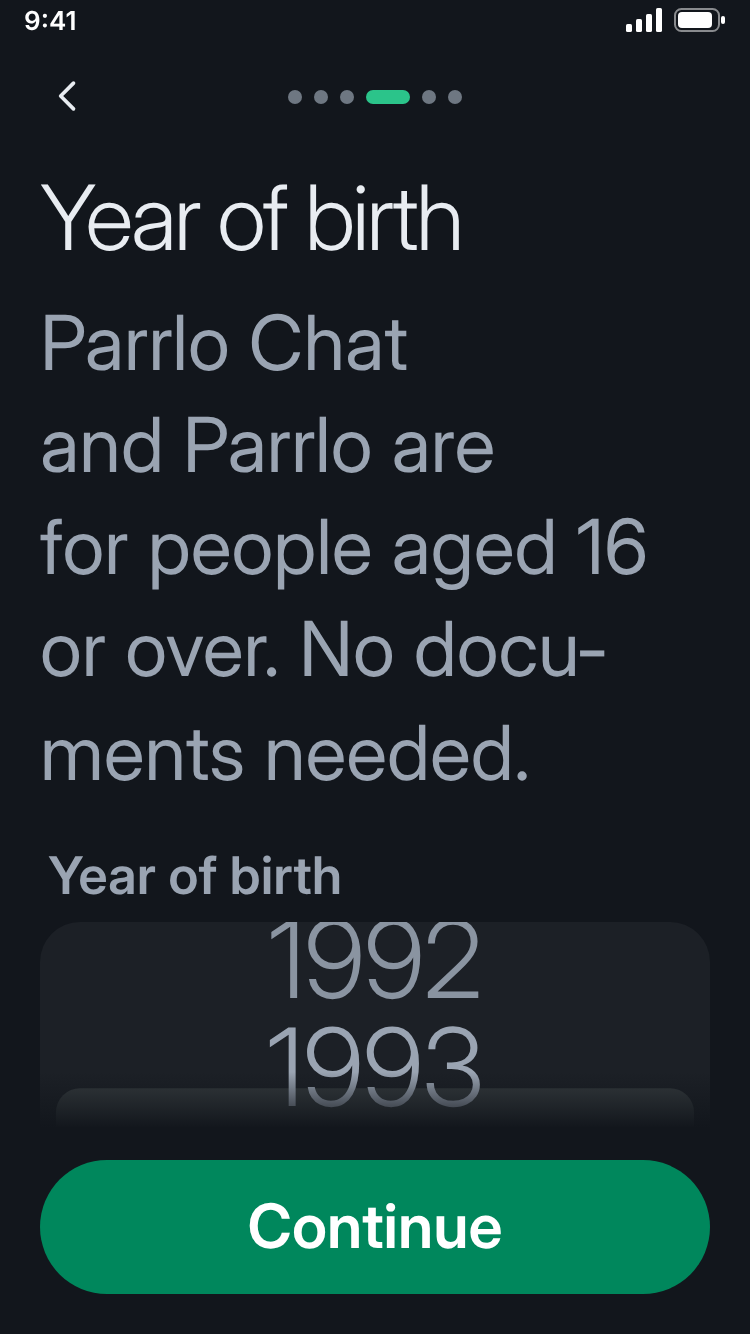 9:41
Year of birth
Parrlo Chat
and Parrlo are
for people aged 16
or over. No docu-
ments needed.
Year of birth
1992
1993
Continue